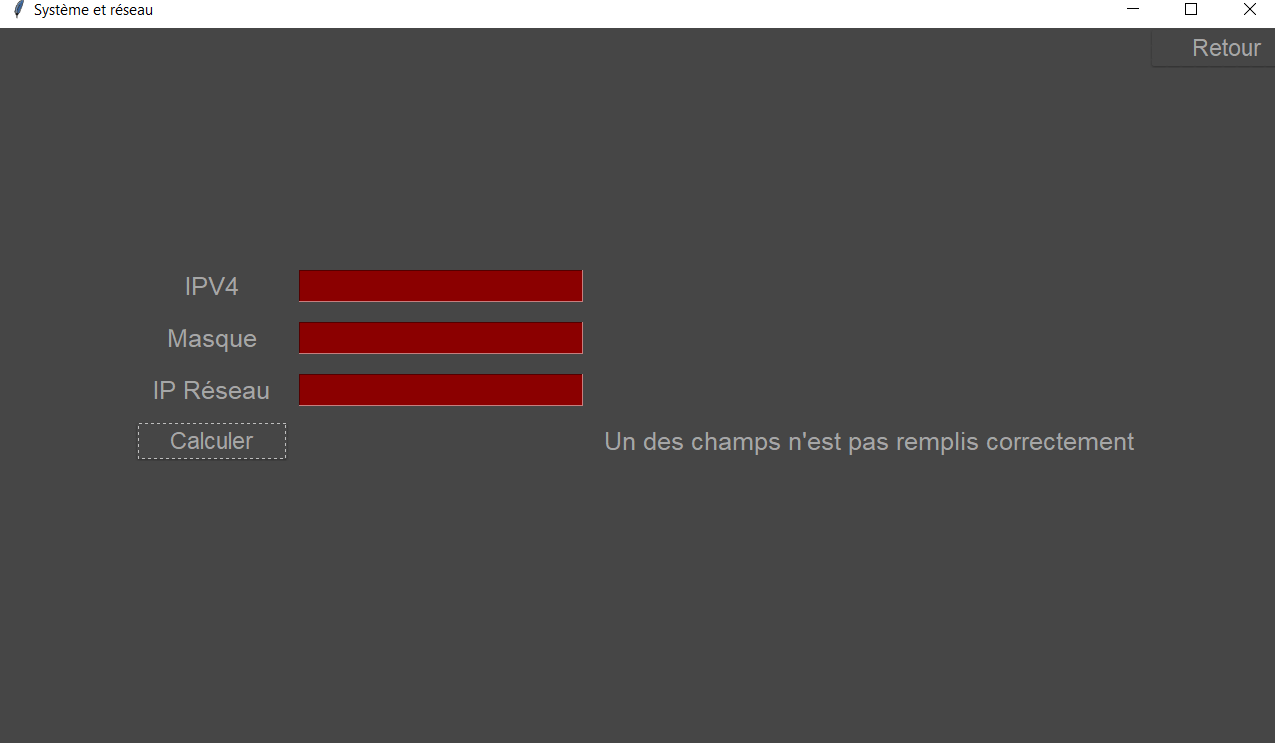 Système et réseau
Retour
IPV4
Masque
IP Réseau
Calculer
Un des champs n'est pas remplis correctement